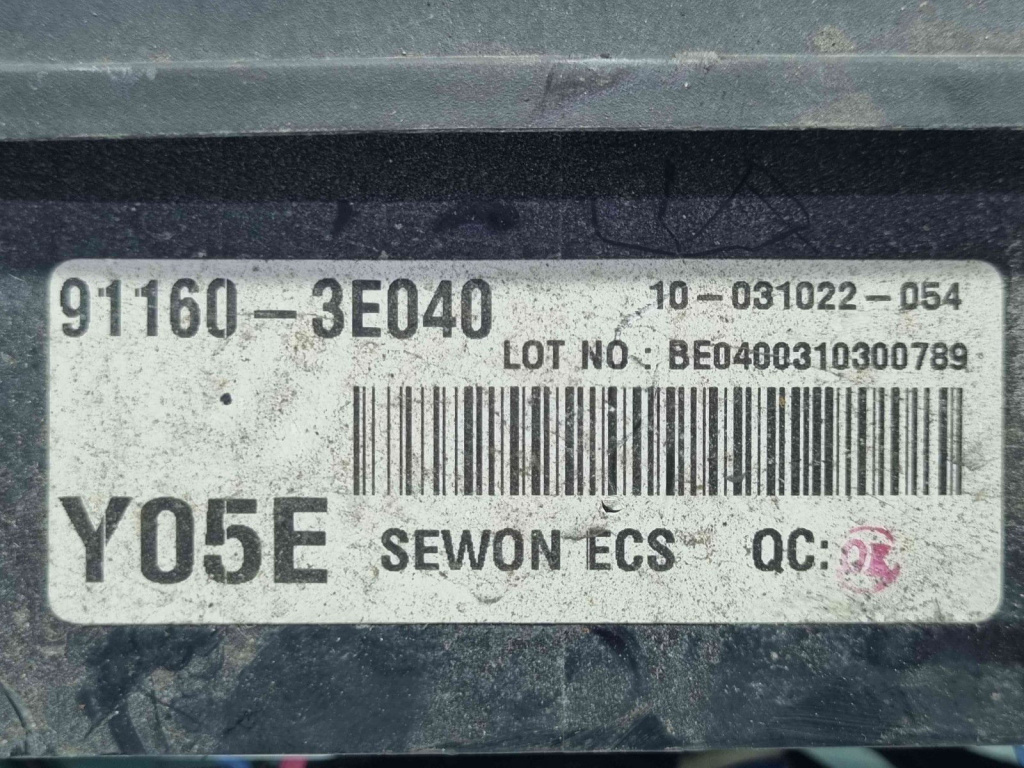 91160-3E040
10-031022-054
LOT NO : BE0400310300789
Y05E
SEWON ECS
QC: